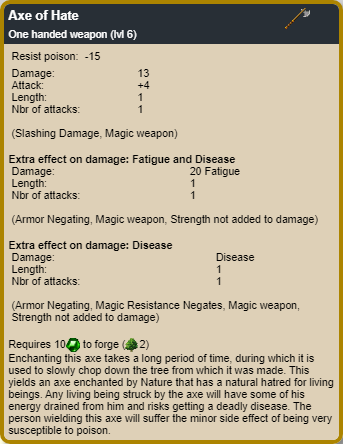 Axe of Hate
One handed weapon (lvl 6)
Resist poison: -15
Damage: 13
Attack: +4
Length: 1
Nbr of attacks: 1
(Slashing Damage, Magic weapon)
Extra effect on damage: Fatigue and Disease
Damage: 20 Fatigue
Length: 1
Nbr of attacks: 1
(Armor Negating, Magic weapon, Strength not added to damage)
Extra effect on damage: Disease
Damage: Disease
Length: 1
Nbr of attacks: 1
(Armor Negating, Magic Resistance Negates, Magic weapon,
Strength not added to damage)
Requires 10 to forge ( 2)
Enchanting this axe takes a long period of time, during which it is
used to slowly chop down the tree from which it was made. This
yields an axe enchanted by Nature that has a natural hatred for living
beings. Any living being struck by the axe will have some of his
energy drained from him and risks getting a deadly disease. The
person wielding this axe will suffer the minor side effect of being very
susceptible to poison.